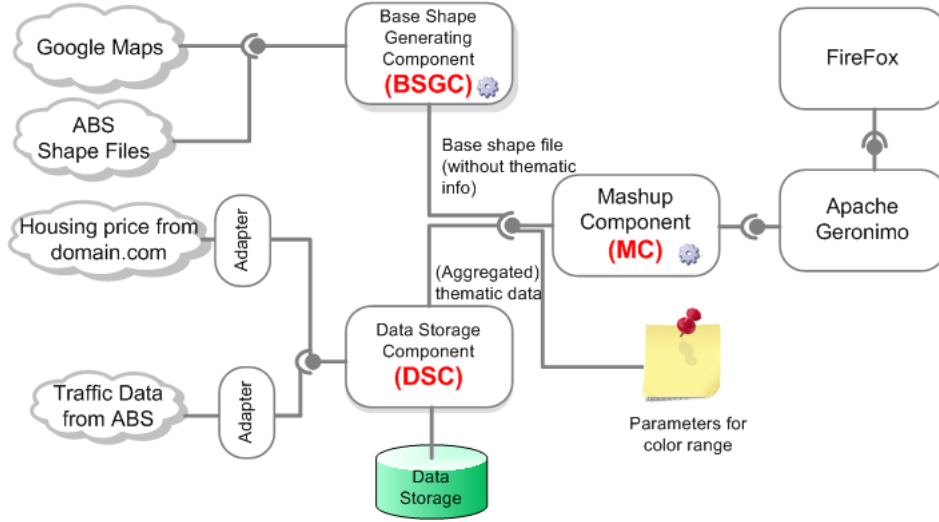 Google Maps
ABS
Shape Files
Base Shape
Generating
Component
(BSGC)
FireFox
Base shape file
(without thematic
info)
Housing price from
domain.com
Adapter
Mashup
Component
(MC)
Apache
Geronimo
(Aggregated)
thematic data
Data Storage
Component
(DSC)
Traffic Data
from ABS
Adapter
Parameters for
color range
Data
Storage